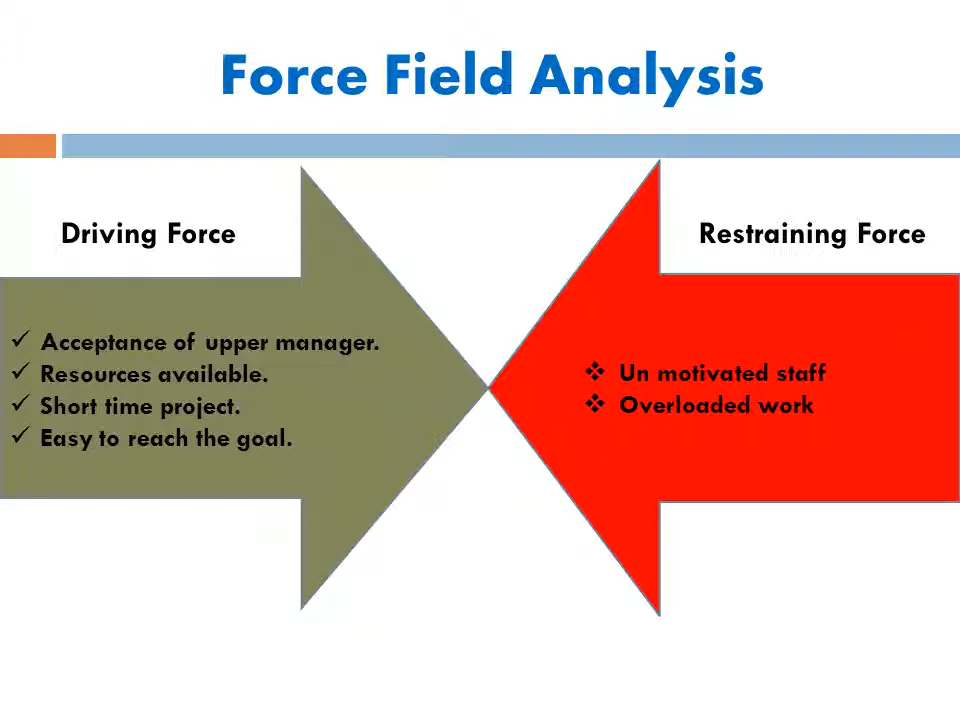 Force Field Analysis
Driving Force
Restraining Force
✓ Acceptance of upper manager.
✓ Resources available.
✓ Short time project.
✓ Easy to reach the goal.
❖ Un motivated staff
❖ Overloaded work